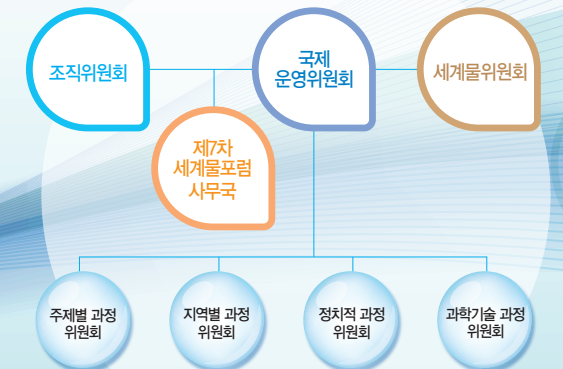 조직위원회
국제
운영위원회
세계물위원회
제7차
세계물포럼
사무국
주제별 과정
위원회
지역별 과정
위원회
정치적 과정
위원회
과학기술 과정
위원회